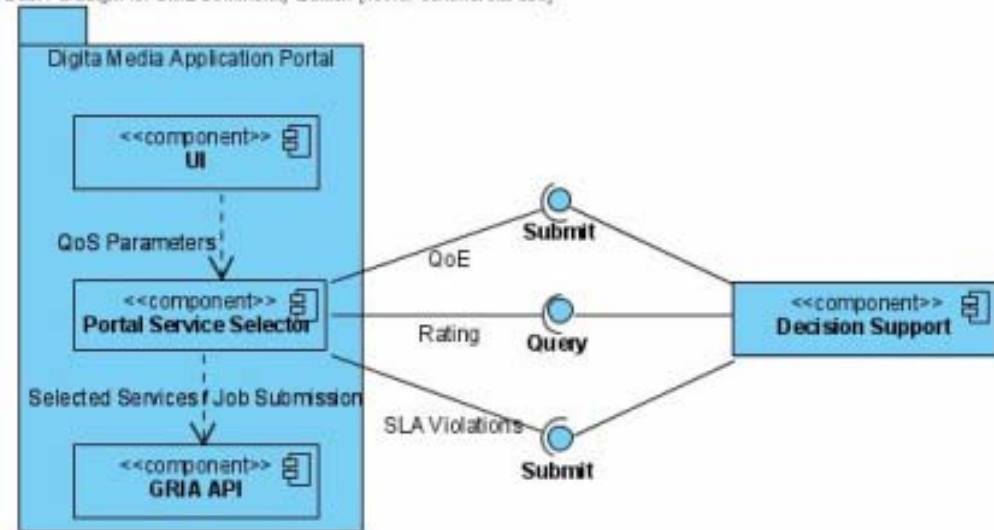 Digita Media Application Portal
<<component>>
UI
QoS Parameters
<<component>>
Portal Service Selector
Selected Services / Job Submission
<<component>>
GRIA API
QoE
Submit
Rating
Query
SLA Violations
Submit
<<component>>
Decision Support